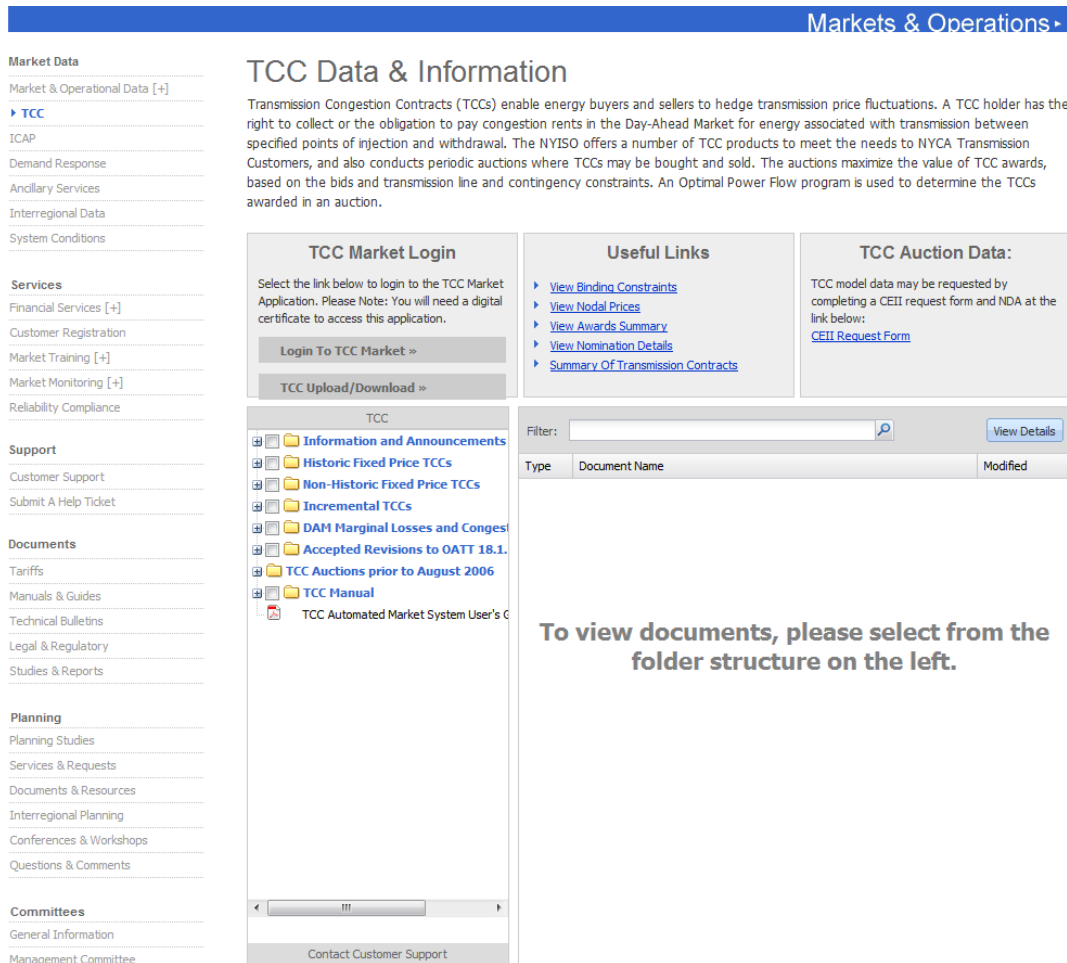 Markets & Operations
Market Data
Market & Operational Data [+]
TCC
ICAP
Demand Response
Ancillary Services
Interregional Data
System Conditions
Services
Financial Services [+]
Customer Registration
Market Training [+]
Market Monitoring [+]
Reliability Compliance
Support
Customer Support
Submit A Help Ticket
Documents
Tariffs
Manuals & Guides
Technical Bulletins
Legal & Regulatory
Studies & Reports
Planning
Planning Studies
Services & Requests
Documents & Resources
Interregional Planning
Conferences & Workshops
Questions & Comments
Committees
General Information
Management Committee
TCC Data & Information
Transmission Congestion Contracts (TCCs) enable energy buyers and sellers to hedge transmission price fluctuations. A TCC holder has the
right to collect or the obligation to pay congestion rents in the Day-Ahead Market for energy associated with transmission between
specified points of injection and withdrawal. The NYISO offers a number of TCC products to meet the needs to NYCA Transmission
Customers, and also conducts periodic auctions where TCCs may be bought and sold. The auctions maximize the value of TCC awards,
based on the bids and transmission line and contingency constraints. An Optimal Power Flow program is used to determine the TCCs
awarded in an auction.
TCC Market Login
Select the link below to login to the TCC Market
Application. Please Note: You will need a digital
certificate to access this application.
Login To TCC Market »
TCC Upload/Download »
Useful Links
View Binding Constraints
View Nodal Prices
View Awards Summary
View Nomination Details
Summary Of Transmission Contracts
TCC Auction Data:
TCC model data may be requested by
completing a CEII request form and NDA at the
link below:
CEII Request Form
TCC
Information and Announcements
Historic Fixed Price TCCs
Non-Historic Fixed Price TCCs
Incremental TCCs
DAM Marginal Losses and Congest
Accepted Revisions to OATT 18.1.
TCC Auctions prior to August 2006
TCC Manual
TCC Automated Market System User's G
Contact Customer Support
Filter:
View Details
Type Document Name Modified
To view documents, please select from the
folder structure on the left.